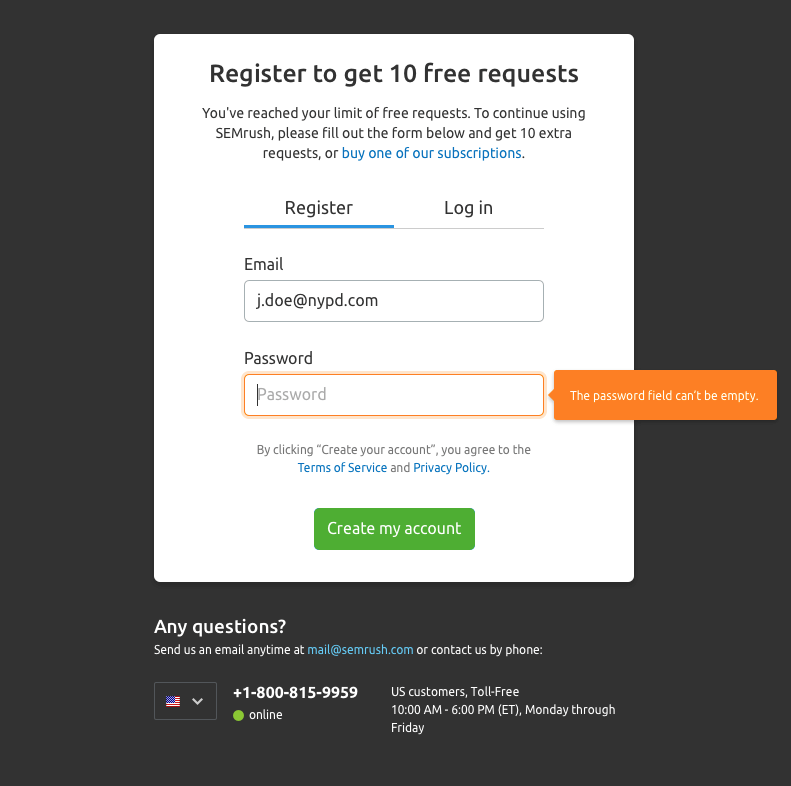 Register to get 10 free requests
You've reached your limit of free requests. To continue using
SEMrush, please fill out the form below and get 10 extra
requests, or buy one of our subscriptions.
Register Log in
Email
j.doe@nypd.com
Password
Password
The password field can't be empty.
By clicking “Create your account”, you agree to the
Terms of Service and Privacy Policy.
Create my account
Any questions?
Send us an email anytime at mail@semrush.com or contact us by phone:
+1-800-815-9959
online
US customers, Toll-Free
10:00 AM - 6:00 PM (ET), Monday through
Friday